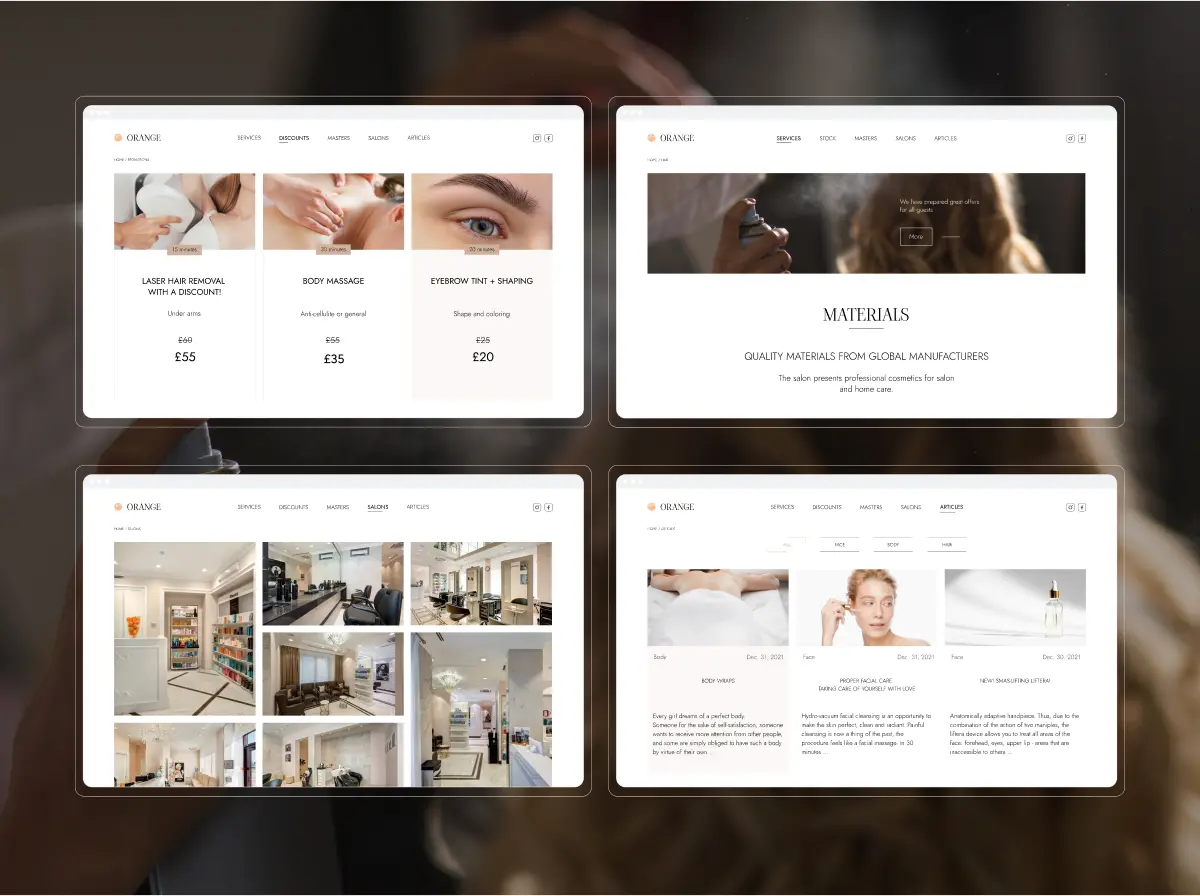 ORANGE
SERVICES DISCOUNTS MASTERS SALONS ARTICLES
HOME / PROMOTIONS
15 minutes
LASER HAIR REMOVAL
WITH A DISCOUNT!
Under arms
£60
£55
30 minutes
BODY MASSAGE
Anti-cellulite or general
£55
£35
30 minutes
EYEBROW TINT + SHAPING
Shape and coloring
£25
£20
ORANGE
SERVICES STOCK MASTERS SALONS ARTICLES
We have prepared great offers
for all guests
More
MATERIALS
QUALITY MATERIALS FROM GLOBAL MANUFACTURERS
The salon presents professional cosmetics for salon
and home care.
ORANGE
SERVICES DISCOUNTS MASTERS SALONS ARTICLES
HOME / SALONS
ORANGE
SERVICES DISCOUNTS MASTERS SALONS ARTICLES
ALL FACE BODY HAIR
Body Dec. 31, 2021
BODY WRAPS
Every girl dreams of a perfect body.
Someone for the sake of self-satisfaction, someone
wants to receive more attention from other people,
and some are simply obliged to have such a body
by virtue of their own ...
Face Dec. 31, 2021
PROPER FACIAL CARE
TAKING CARE OF YOURSELF WITH LOVE
Hydro-vacuum facial cleansing is an opportunity to
make the skin perfect, clean and radiant. Painful
cleansing is now a thing of the past, the
procedure feels like a facial massage. in 30
minutes ...
Face Dec. 30, 2021
NEW! SMAS-LIFTING LIFTERA!
Anatomically adaptive handpiece. Thus, due to the
combination of the action of two maniples, the
liftera device allows you to treat all areas of the
face: forehead, eyes, upper lip - areas that are
inaccessible to others. ...